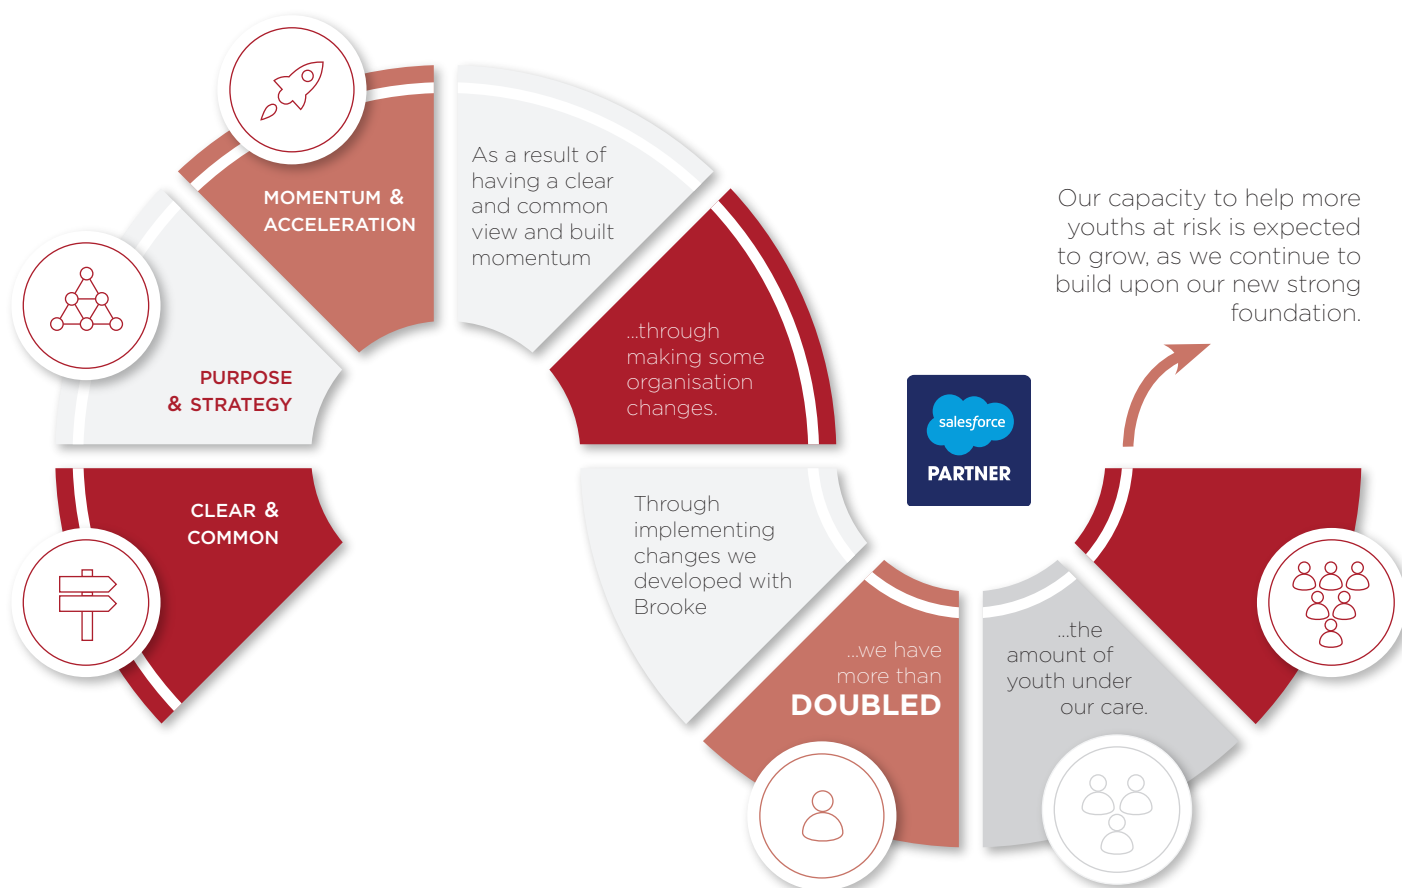 CLEAR &
COMMON
PURPOSE
& STRATEGY
MOMENTUM &
ACCELERATION
As a result of
having a clear
and common
view and built
momentum
...through
making some
organisation
changes.
Through
implementing
changes we
developed with
Brooke
...we have
more than
DOUBLED
...the
amount of
youth under
our care.
salesforce
PARTNER
Our capacity to help more
youths at risk is expected
to grow, as we continue to
build upon our new strong
foundation.